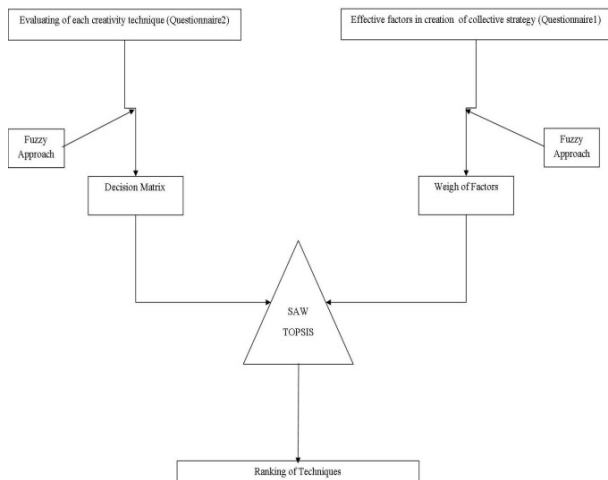 Evaluating of each creativity technique (Questionnaire2)
Effective factors in creation of collective strategy (Questionnaire1)
Fuzzy
Approach
Fuzzy
Approach
Decision Matrix
Weigh of Factors
SAW
TOPSIS
Ranking of Techniques